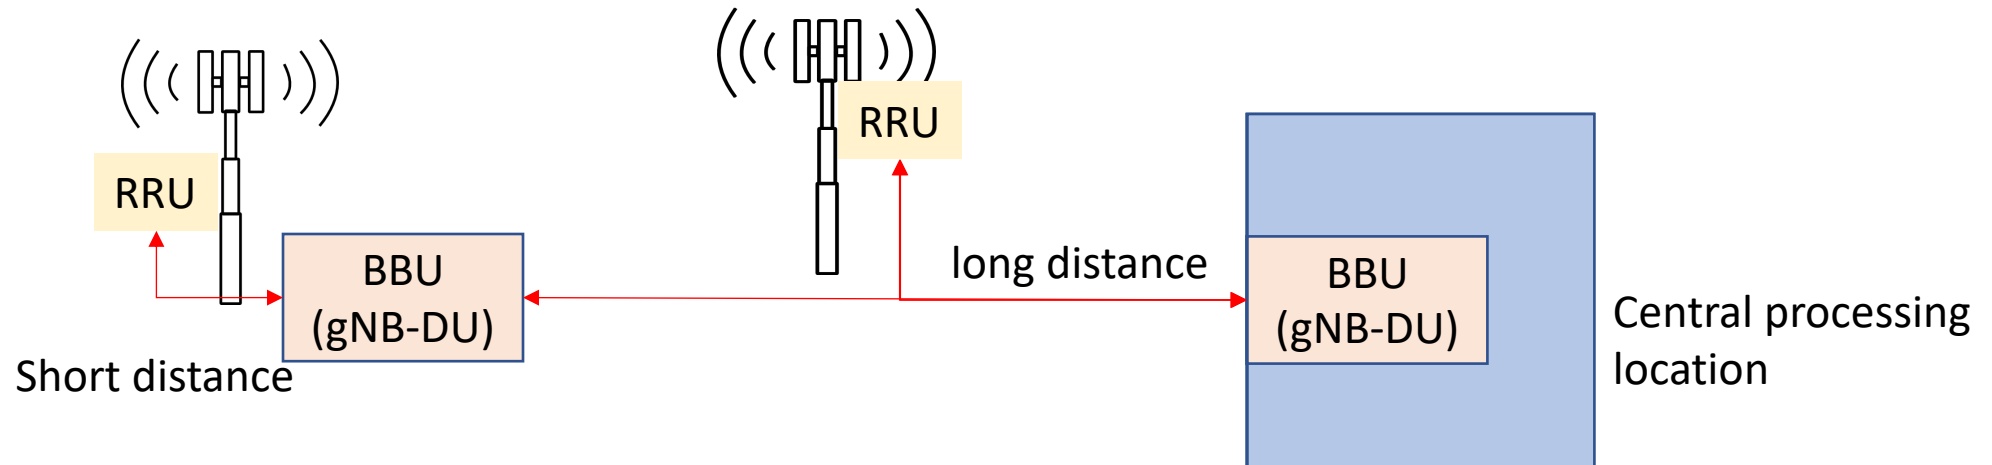 RRU
BBU
(gNB-DU)
Short distance
RRU
long distance
BBU
(gNB-DU)
Central processing
location